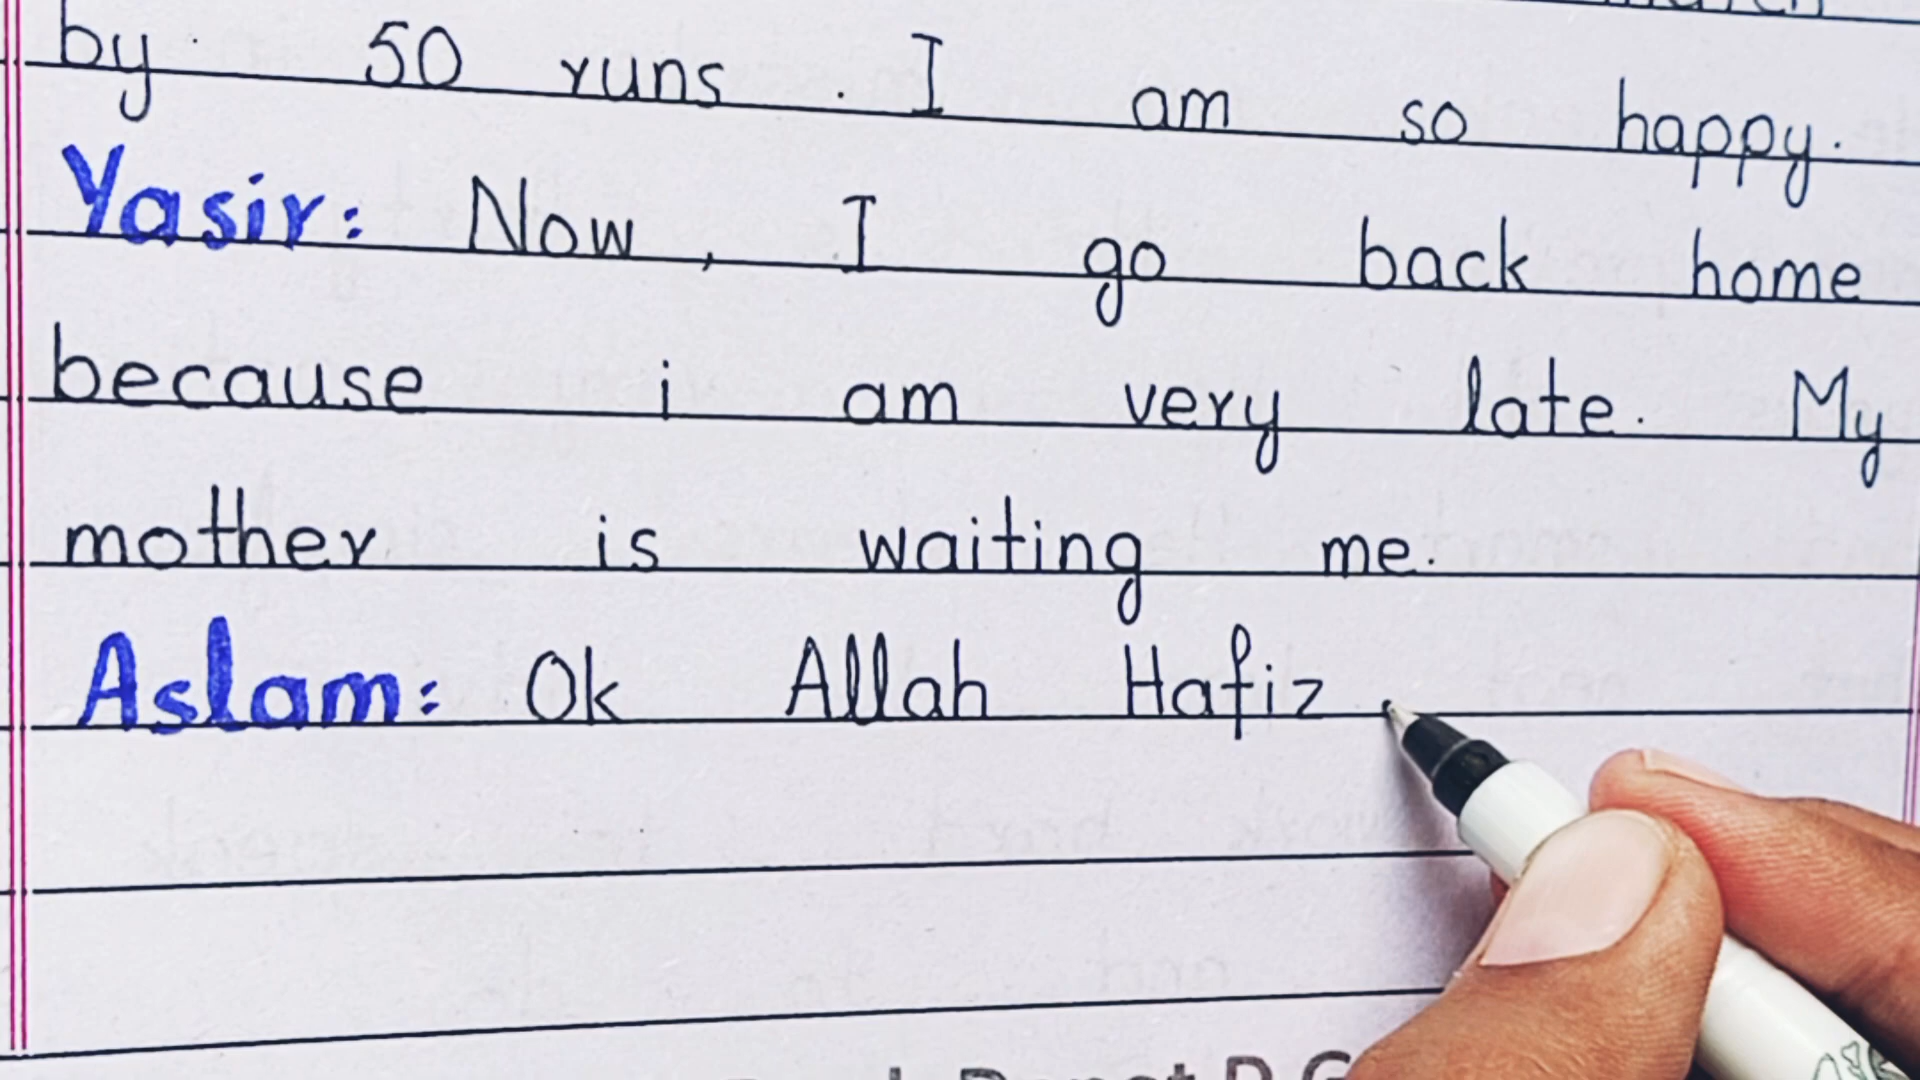 by 50 runs . I am so happy.
Yasir: Now , I go back home
because i am very late. My
mother is waiting me.
Aslam: Ok Allah Hafiz .